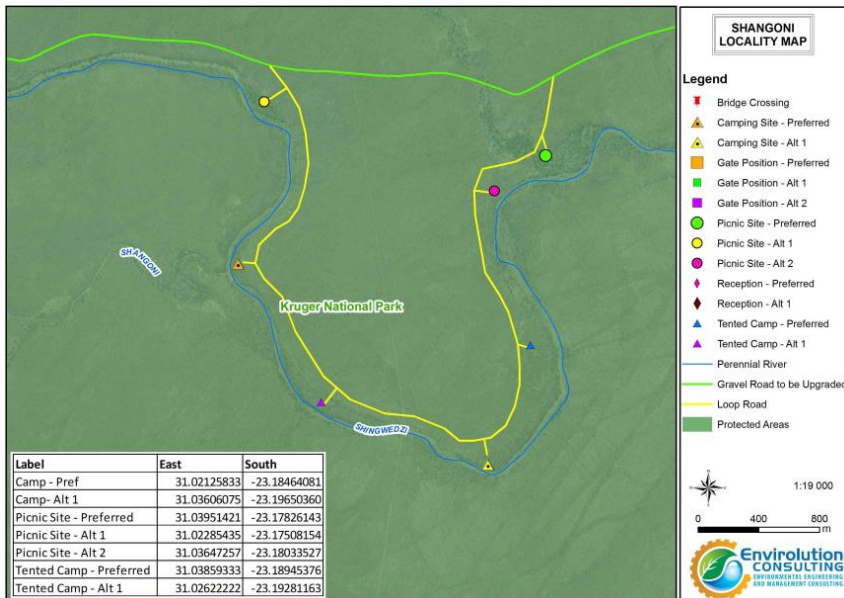 SHANGONI
LOCALITY MAP
Legend
Bridge Crossing
Camping Site - Preferred
Camping Site - Alt 1
Gate Position - Preferred
Gate Position - Alt 1
Gate Position - Alt 2
Picnic Site - Preferred
Picnic Site - Alt 1
Picnic Site - Alt 2
Reception - Preferred
Reception - Alt 1
Tented Camp - Preferred
Tented Camp - Alt 1
Perennial River
Gravel Road to be Upgraded
Loop Road
Protected Areas
SHANGONI
Kruger National Park
SHINGWEDZI
Label East South
Camp - Pref 31.02125833 -23.18464081
Camp- Alt 1 31.03606075 -23.19650360
Picnic Site - Preferred 31.03951421 -23.17826143
Picnic Site - Alt 1 31.02285435 -23.17508154
Picnic Site - Alt 2 31.03647257 -23.18033527
Tented Camp - Preferred 31.03859333 -23.18945376
Tented Camp - Alt 1 31.02622222 -23.19281163
1:19 000
0 400 800
m
Envirolution
CONSULTING
ENVIRONMENTAL ENGINEERING
AND MANAGEMENT CONSULTING